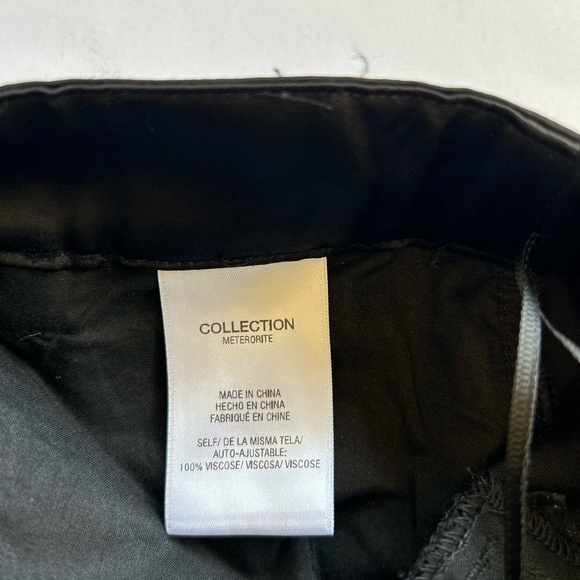 COLLECTION
METERORITE
MADE IN CHINA
HECHO EN CHINA
FABRIQUÉ EN CHINE
SELF/ DE LA MISMA TELA/
AUTO-AJUSTABLE:
100% VISCOSE/ VISCOSA/ VISCOSE